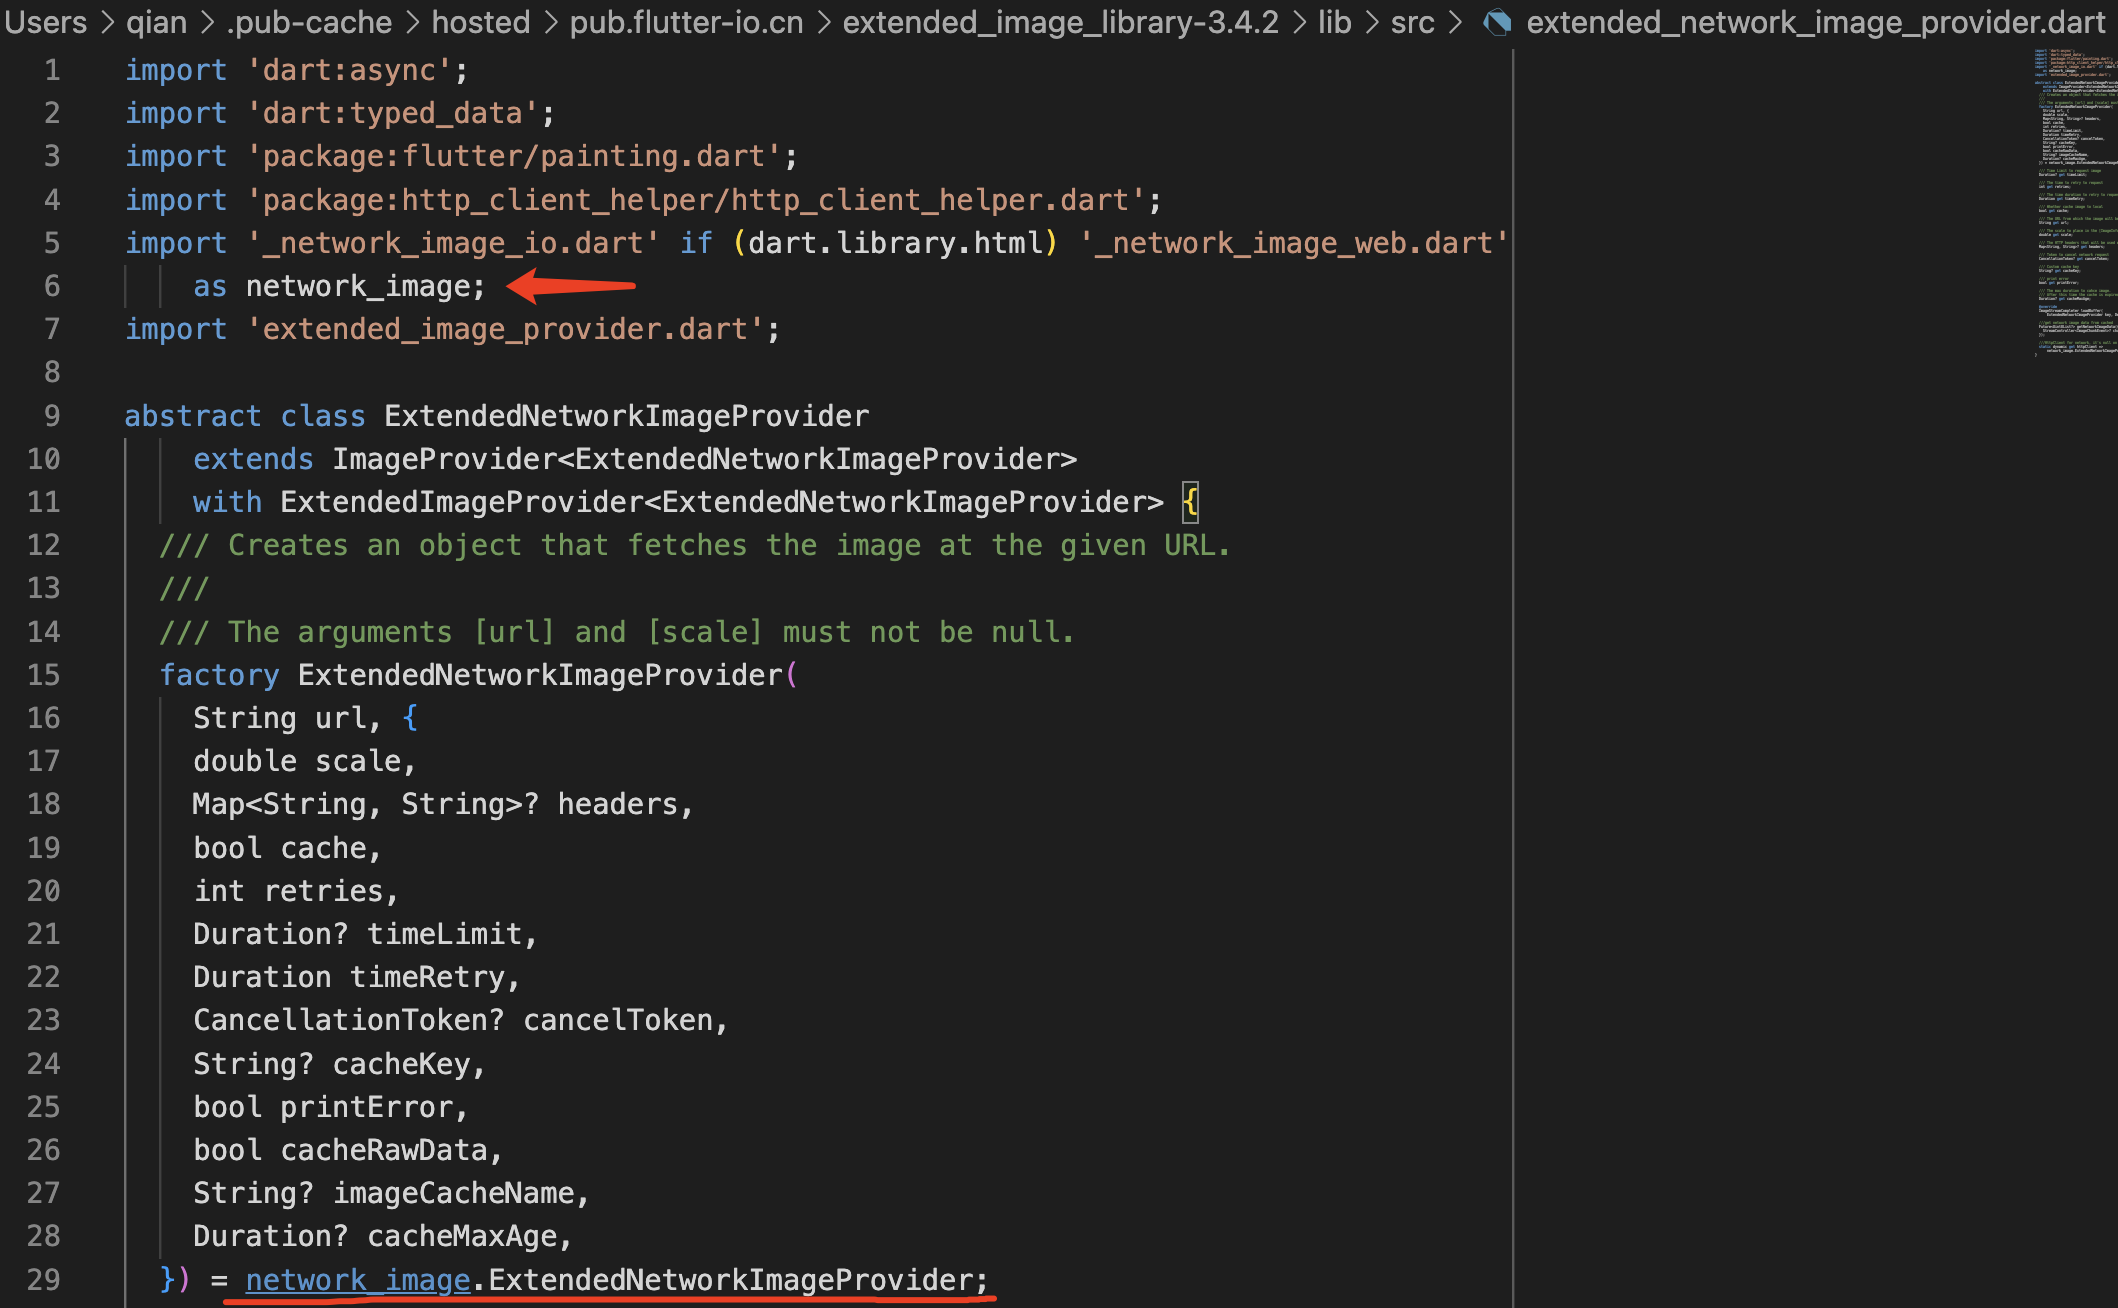 Users > qian > .pub-cache > hosted > pub.flutter-io.cn > extended_image_library-3.4.2 > lib > src > extended_network_image_provider.dart
1 import 'dart:async';
2 import 'dart:typed_data';
3 import 'package:flutter/painting.dart';
4 import 'package:http_client_helper/http_client_helper.dart';
5 import '_network_image_io.dart' if (dart.library.html) '_network_image_web.dart'
6 as network_image;
7 import 'extended_image_provider.dart';
8
9 abstract class ExtendedNetworkImageProvider
10 extends ImageProvider<ExtendedNetworkImageProvider>
11 with ExtendedImageProvider<ExtendedNetworkImageProvider> {
12 /// Creates an object that fetches the image at the given URL.
13 ///
14 /// The arguments [url] and [scale] must not be null.
15 factory ExtendedNetworkImageProvider(
16 String url, {
17 double scale,
18 Map<String, String>? headers,
19 bool cache,
20 int retries,
21 Duration? timeLimit,
22 Duration timeRetry,
23 CancellationToken? cancelToken,
24 String? cacheKey,
25 bool printError,
26 bool cacheRawData,
27 String? imageCacheName,
28 Duration? cacheMaxAge,
29 }) = network_image.ExtendedNetworkImageProvider;